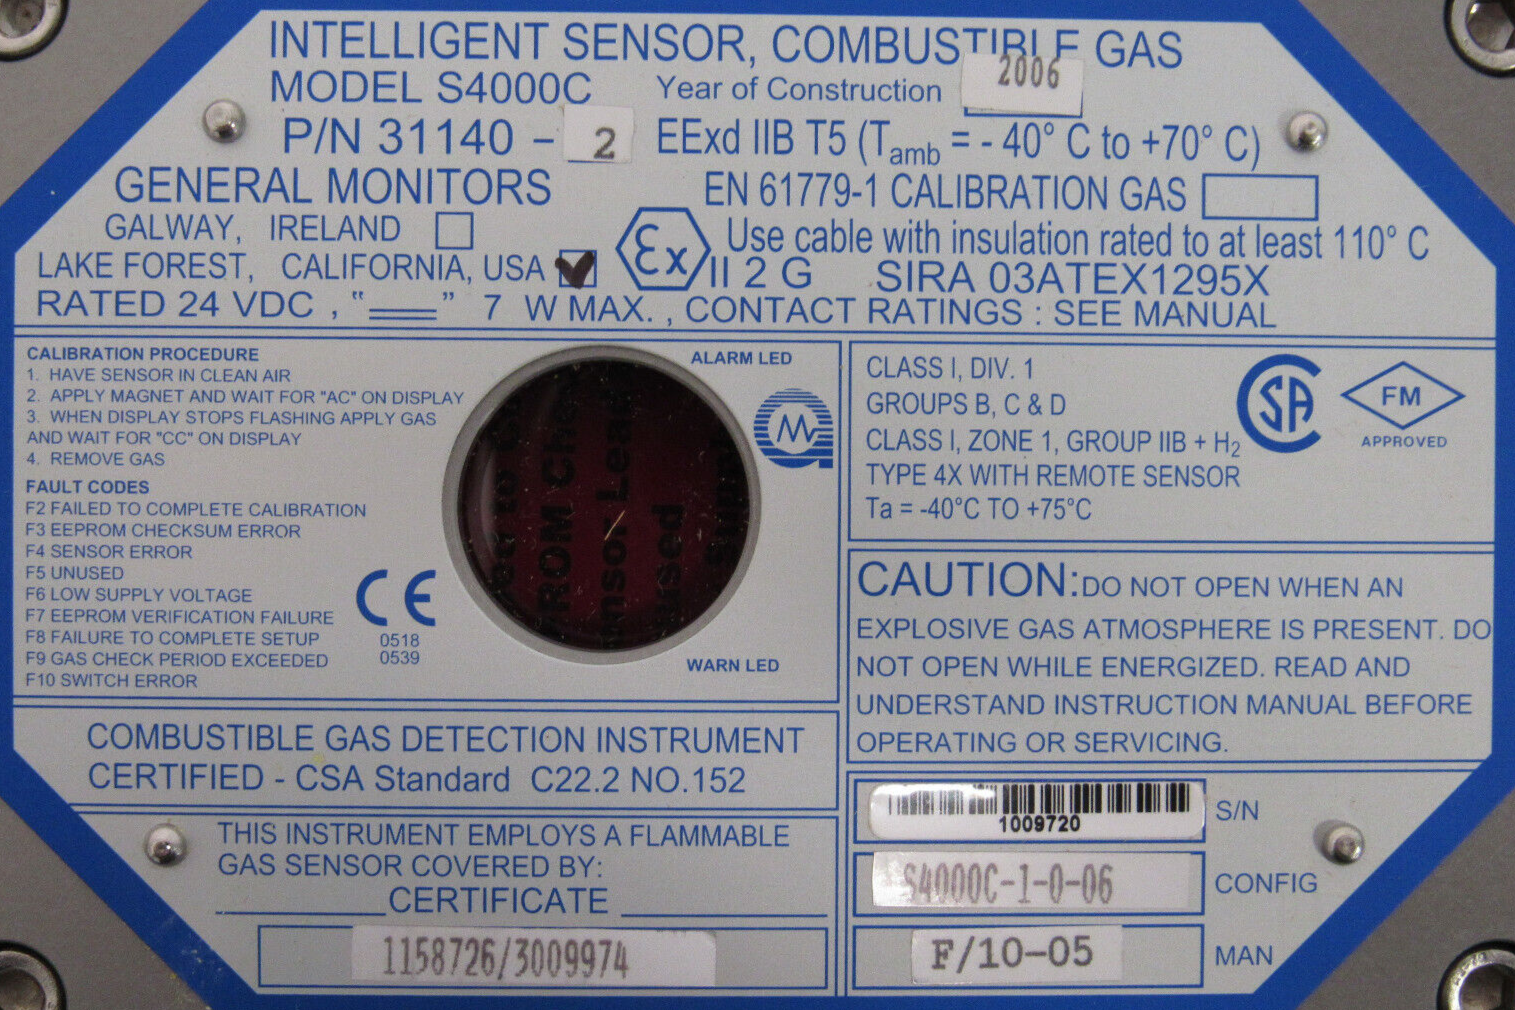 INTELLIGENT SENSOR, COMBUSTIBLE GAS
MODEL S4000C Year of Construction 2006
P/N 31140 - 2 EExd IIB T5 (Tamb = - 40° C to +70° C)
GENERAL MONITORS EN 61779-1 CALIBRATION GAS
GALWAY, IRELAND
Use cable with insulation rated to at least 110° C
LAKE FOREST, CALIFORNIA, USA Ex II 2 G SIRA 03ATEX1295X
RATED 24 VDC , " " 7 W MAX. , CONTACT RATINGS : SEE MANUAL
CALIBRATION PROCEDURE
1. HAVE SENSOR IN CLEAN AIR
2. APPLY MAGNET AND WAIT FOR "AC" ON DISPLAY
3. WHEN DISPLAY STOPS FLASHING APPLY GAS
AND WAIT FOR "CC" ON DISPLAY
4. REMOVE GAS
FAULT CODES
F2 FAILED TO COMPLETE CALIBRATION
F3 EEPROM CHECKSUM ERROR
F4 SENSOR ERROR
F5 UNUSED
F6 LOW SUPPLY VOLTAGE
F7 EEPROM VERIFICATION FAILURE
F8 FAILURE TO COMPLETE SETUP
F9 GAS CHECK PERIOD EXCEEDED
F10 SWITCH ERROR
CE
0518
0539
ALARM LED
WARN LED
CLASS I, DIV. 1
GROUPS B, C & D
CLASS I, ZONE 1, GROUP IIB + H2
TYPE 4X WITH REMOTE SENSOR
Ta = -40°C TO +75°C
CSA
FM
APPROVED
CAUTION: DO NOT OPEN WHEN AN
EXPLOSIVE GAS ATMOSPHERE IS PRESENT. DO
NOT OPEN WHILE ENERGIZED. READ AND
UNDERSTAND INSTRUCTION MANUAL BEFORE
OPERATING OR SERVICING.
COMBUSTIBLE GAS DETECTION INSTRUMENT
CERTIFIED - CSA Standard C22.2 NO.152
THIS INSTRUMENT EMPLOYS A FLAMMABLE
GAS SENSOR COVERED BY:
CERTIFICATE
1158726/3009974
1009720 S/N
S4000C-1-0-06 CONFIG
F/10-05 MAN